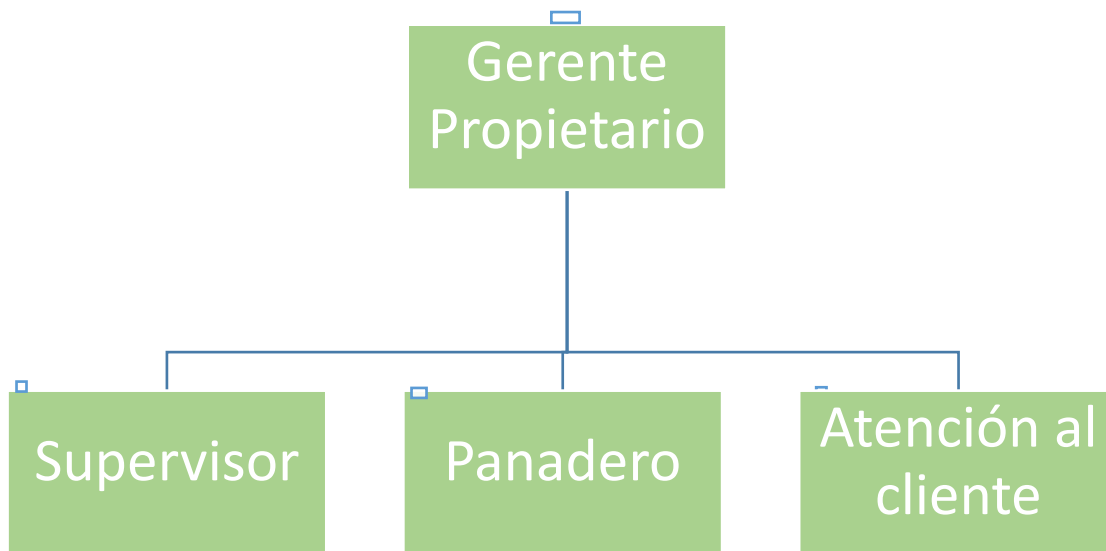 Gerente
Propietario
Supervisor
Panadero
Atención al
cliente